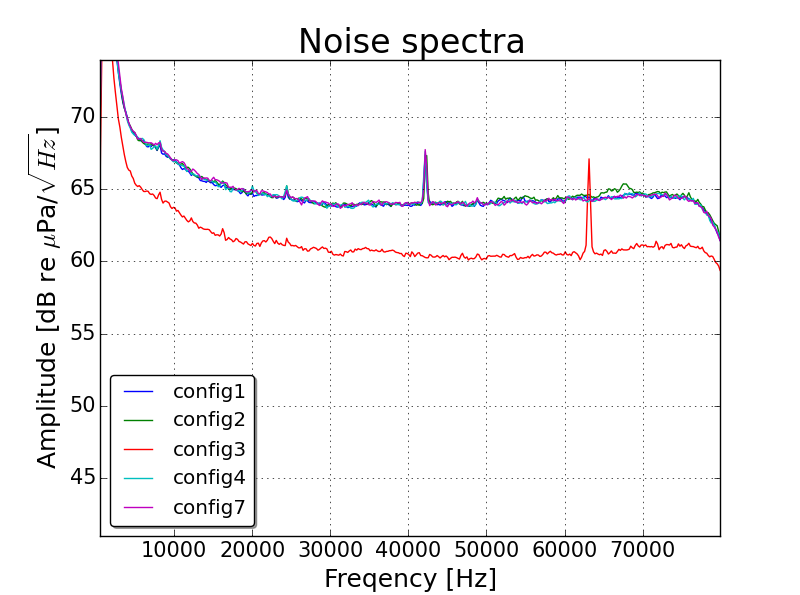 Noise spectra
Amplitude [dB re μPa/√Hz]
70
65
60
55
50
45
config1
config2
config3
config4
config7
10000 20000 30000 40000 50000 60000 70000
Freqency [Hz]